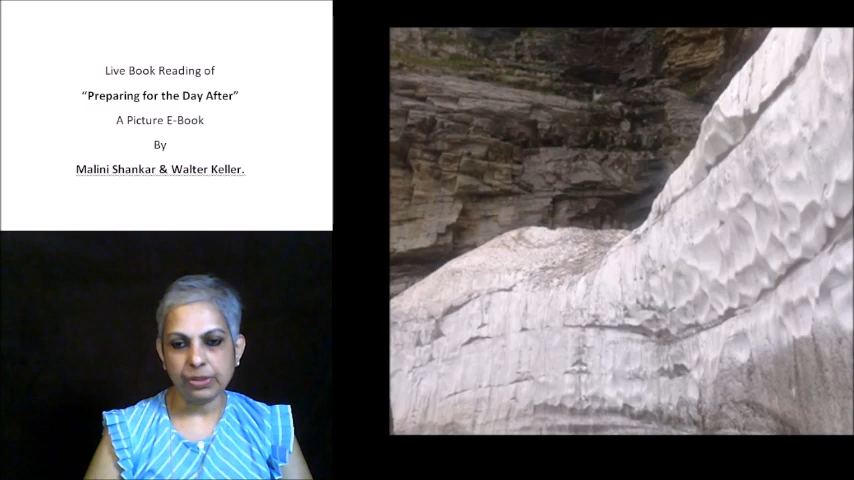 Live Book Reading of
“Preparing for the Day After”
A Picture E-Book
By
Malini Shankar & Walter Keller.